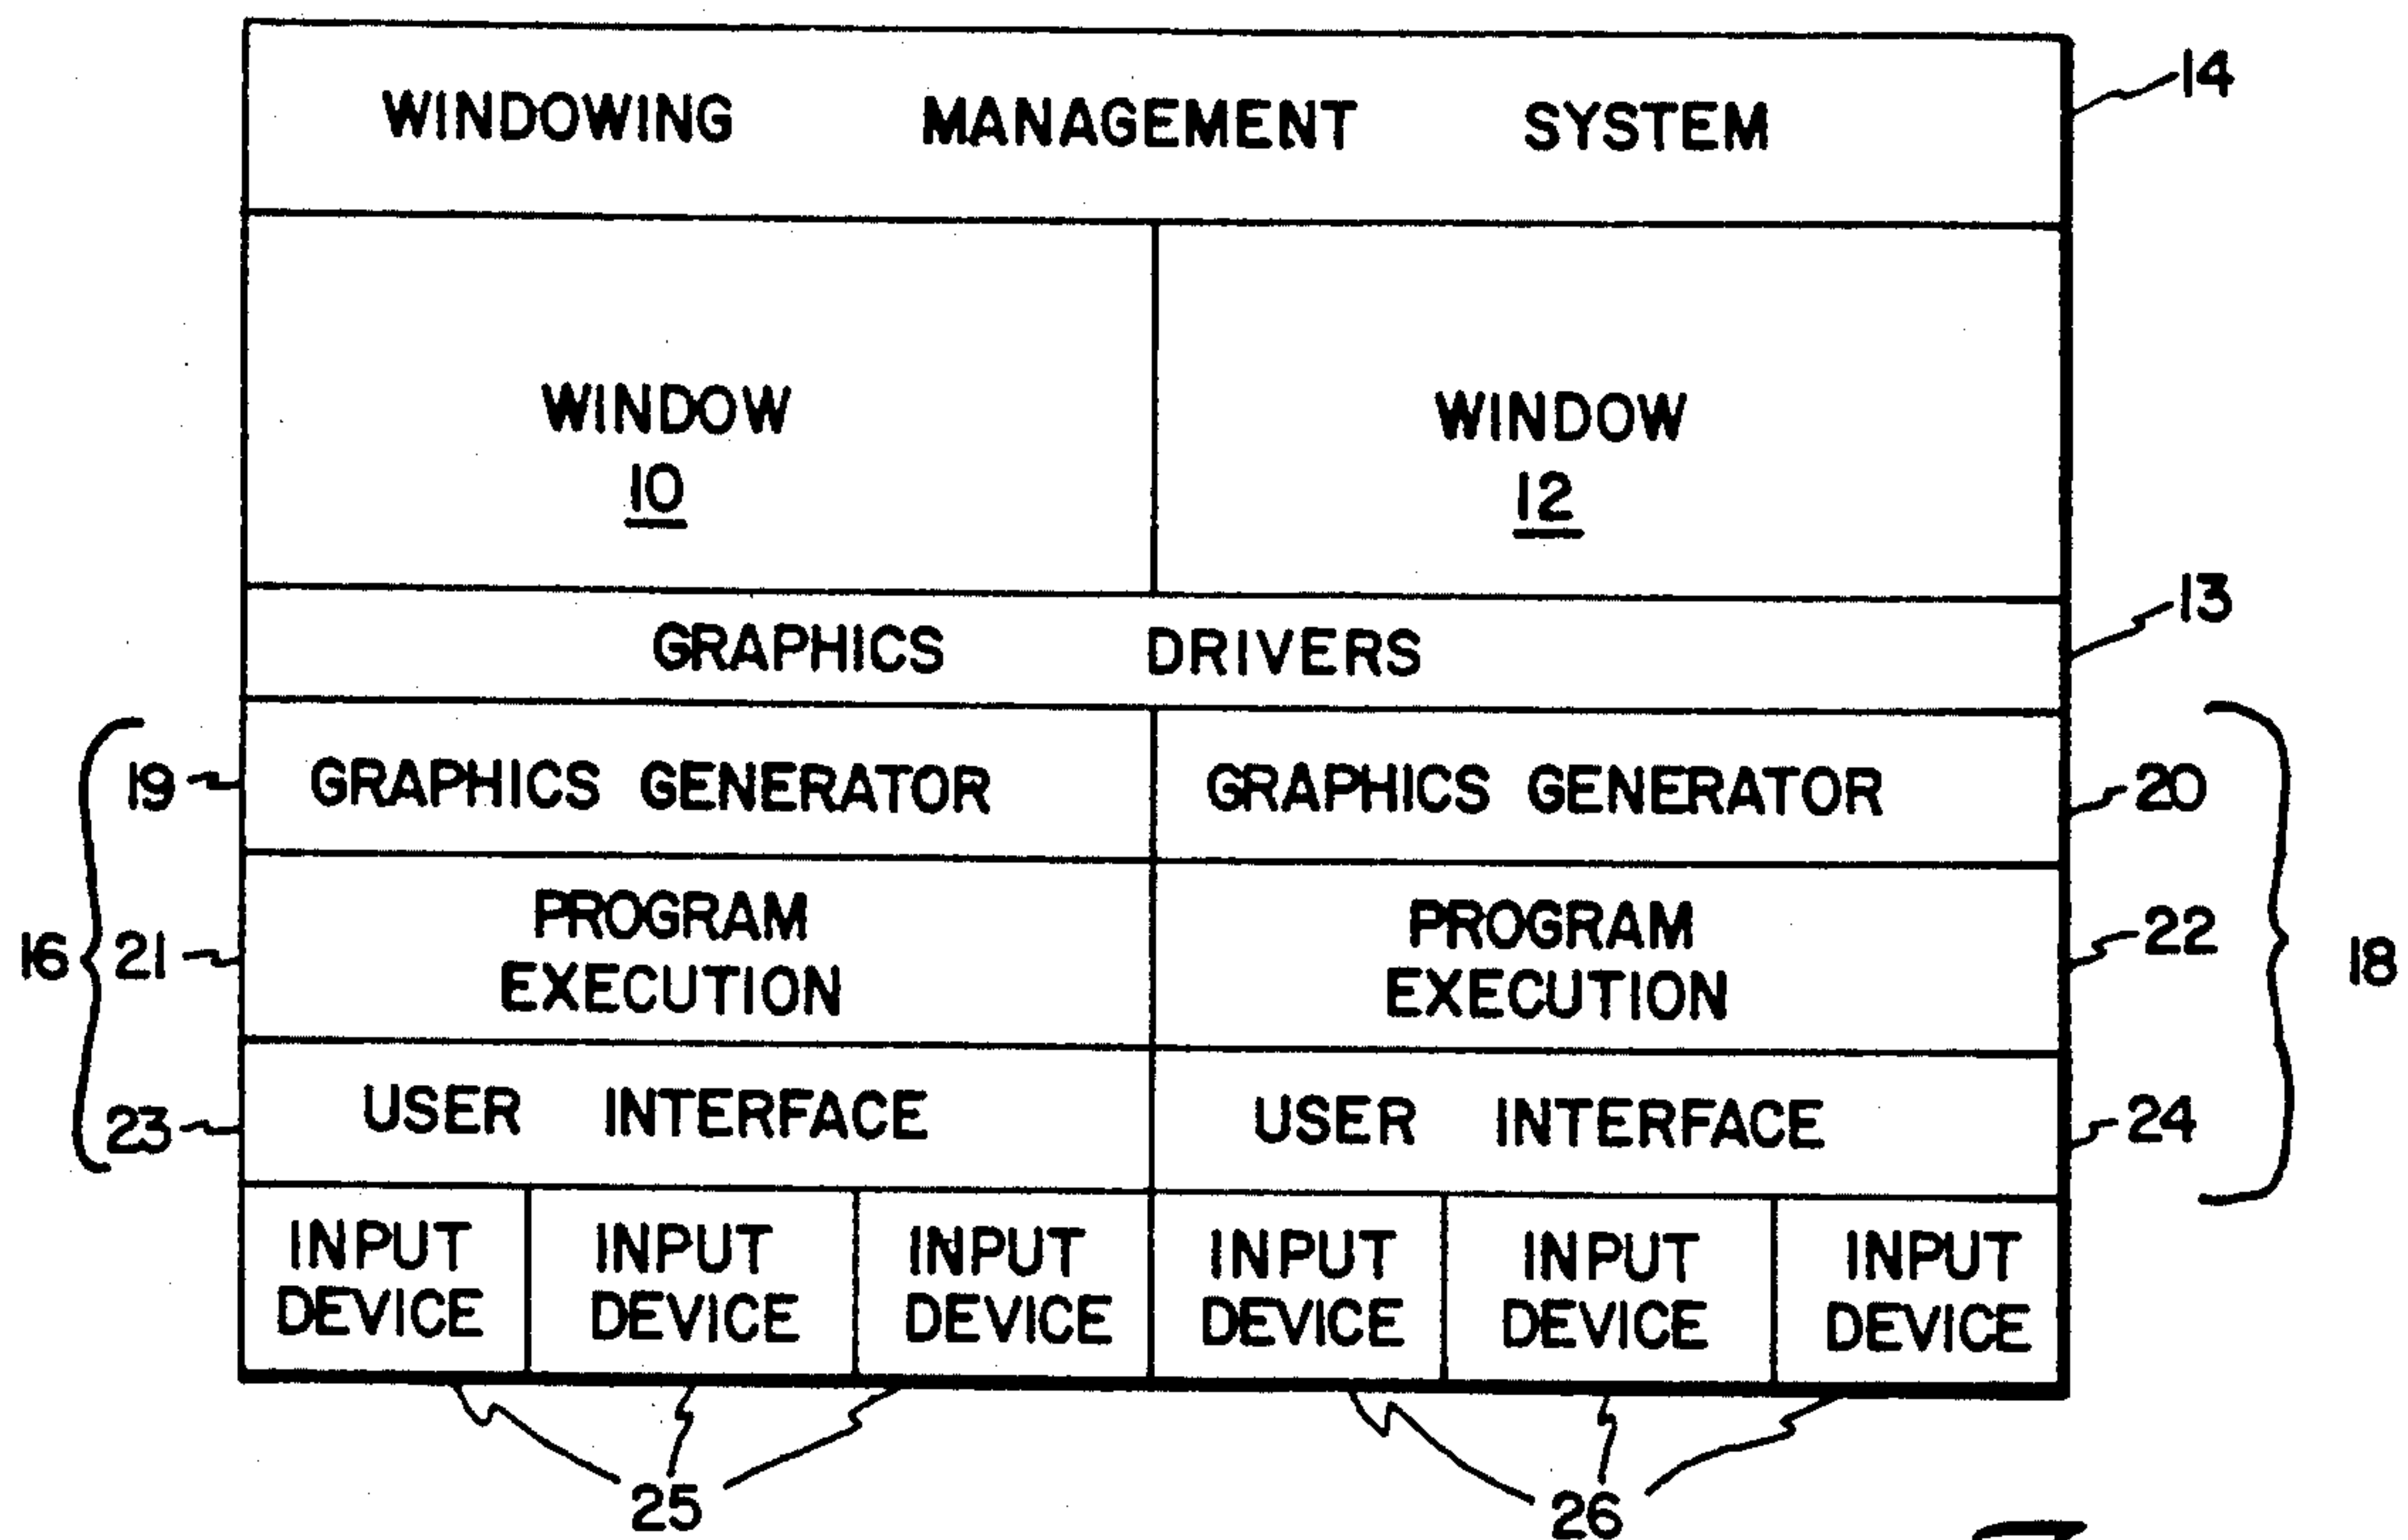 WINDOWING MANAGEMENT SYSTEM
14
WINDOW
10
WINDOW
12
GRAPHICS DRIVERS
13
16
19
GRAPHICS GENERATOR
GRAPHICS GENERATOR
20
21
PROGRAM
EXECUTION
PROGRAM
EXECUTION
22
18
23
USER INTERFACE
USER INTERFACE
24
INPUT
DEVICE
INPUT
DEVICE
INPUT
DEVICE
INPUT
DEVICE
INPUT
DEVICE
INPUT
DEVICE
25
26